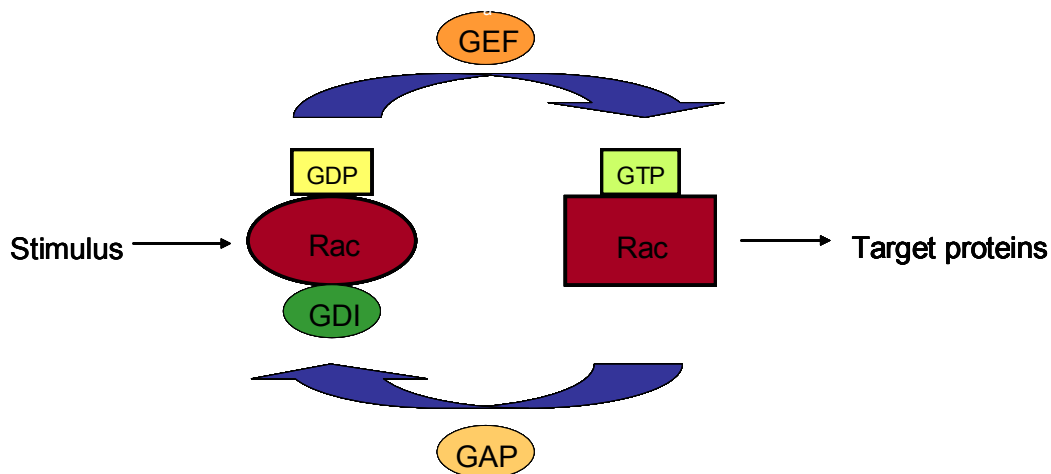 GEF
GDP
GTP
Stimulus
Rac
Rac
Target proteins
GDI
GAP